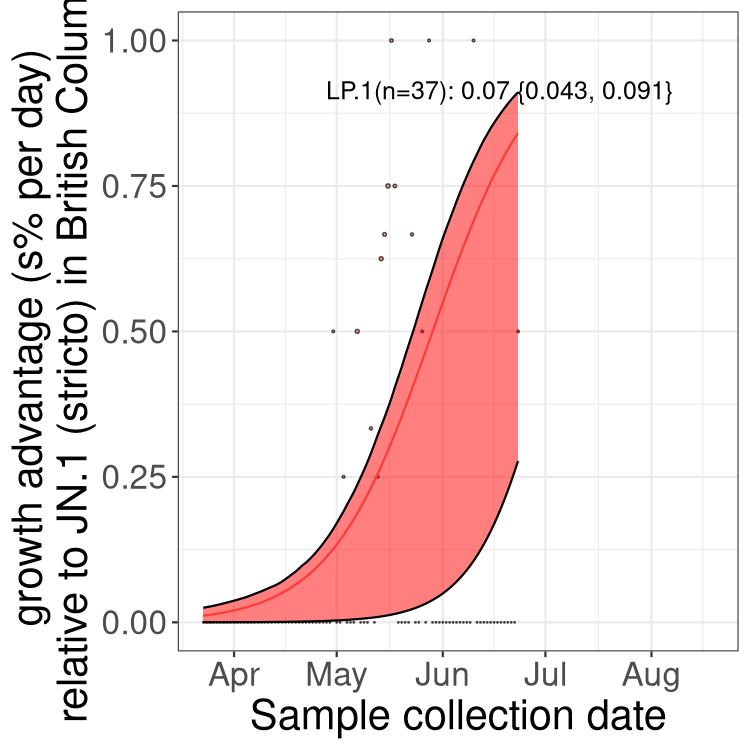 growth advantage (s% per day)
relative to JN.1 (stricto) in British Colum
1.00
0.75
0.50
0.25
0.00
LP.1(n=37): 0.07 {0.043, 0.091}
Apr May Jun Jul Aug
Sample collection date